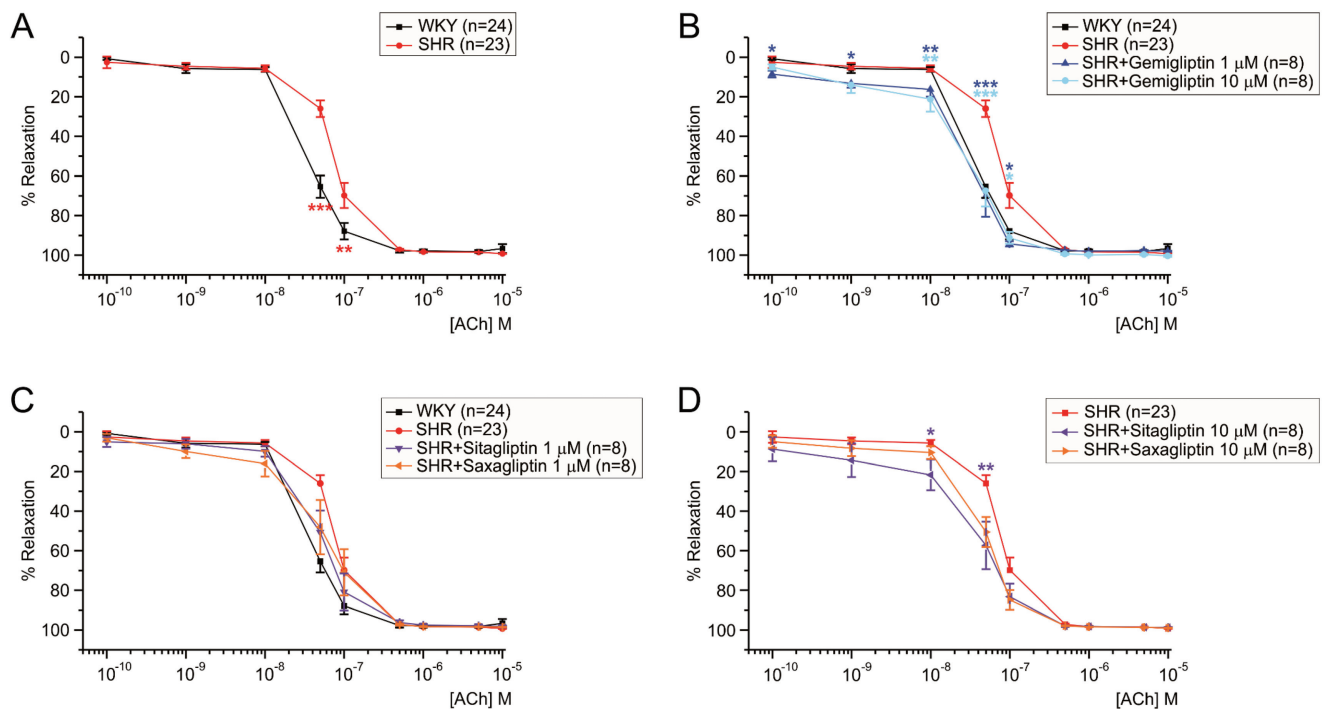 A
WKY (n=24)
SHR (n=23)
% Relaxation
0
20
40
60
80
100
***
**
10⁻¹⁰ 10⁻⁹ 10⁻⁸ 10⁻⁷ 10⁻⁶ 10⁻⁵
[ACh] M
B
WKY (n=24)
SHR (n=23)
SHR+Gemigliptin 1 μM (n=8)
SHR+Gemigliptin 10 μM (n=8)
% Relaxation
0
20
40
60
80
100
* * **
**
***
***
*
*
10⁻¹⁰ 10⁻⁹ 10⁻⁸ 10⁻⁷ 10⁻⁶ 10⁻⁵
[ACh] M
C
WKY (n=24)
SHR (n=23)
SHR+Sitagliptin 1 μM (n=8)
SHR+Saxagliptin 1 μM (n=8)
% Relaxation
0
20
40
60
80
100
10⁻¹⁰ 10⁻⁹ 10⁻⁸ 10⁻⁷ 10⁻⁶ 10⁻⁵
[ACh] M
D
SHR (n=23)
SHR+Sitagliptin 10 μM (n=8)
SHR+Saxagliptin 10 μM (n=8)
% Relaxation
0
20
40
60
80
100
*
**
10⁻¹⁰ 10⁻⁹ 10⁻⁸ 10⁻⁷ 10⁻⁶ 10⁻⁵
[ACh] M